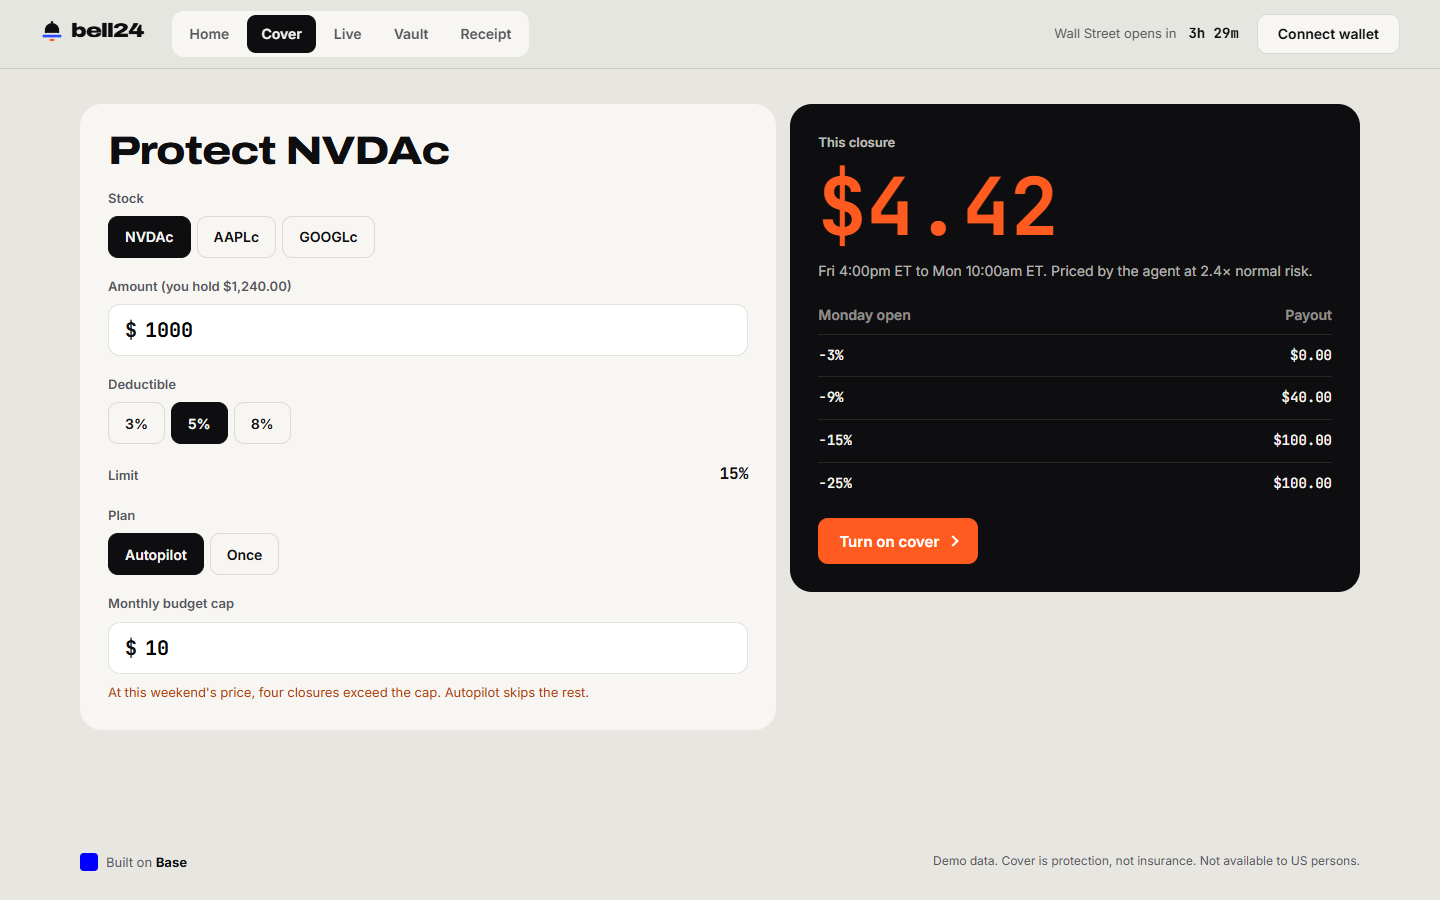 bell24
Home Cover Live Vault Receipt
Wall Street opens in 3h 29m
Connect wallet
Protect NVDAc
Stock
NVDAc AAPLc GOOGLc
Amount (you hold $1,240.00)
$ 1000
Deductible
3% 5% 8%
Limit 15%
Plan
Autopilot Once
Monthly budget cap
$ 10
At this weekend's price, four closures exceed the cap. Autopilot skips the rest.
This closure
$4.42
Fri 4:00pm ET to Mon 10:00am ET. Priced by the agent at 2.4× normal risk.
Monday open Payout
-3% $0.00
-9% $40.00
-15% $100.00
-25% $100.00
Turn on cover
Built on Base
Demo data. Cover is protection, not insurance. Not available to US persons.